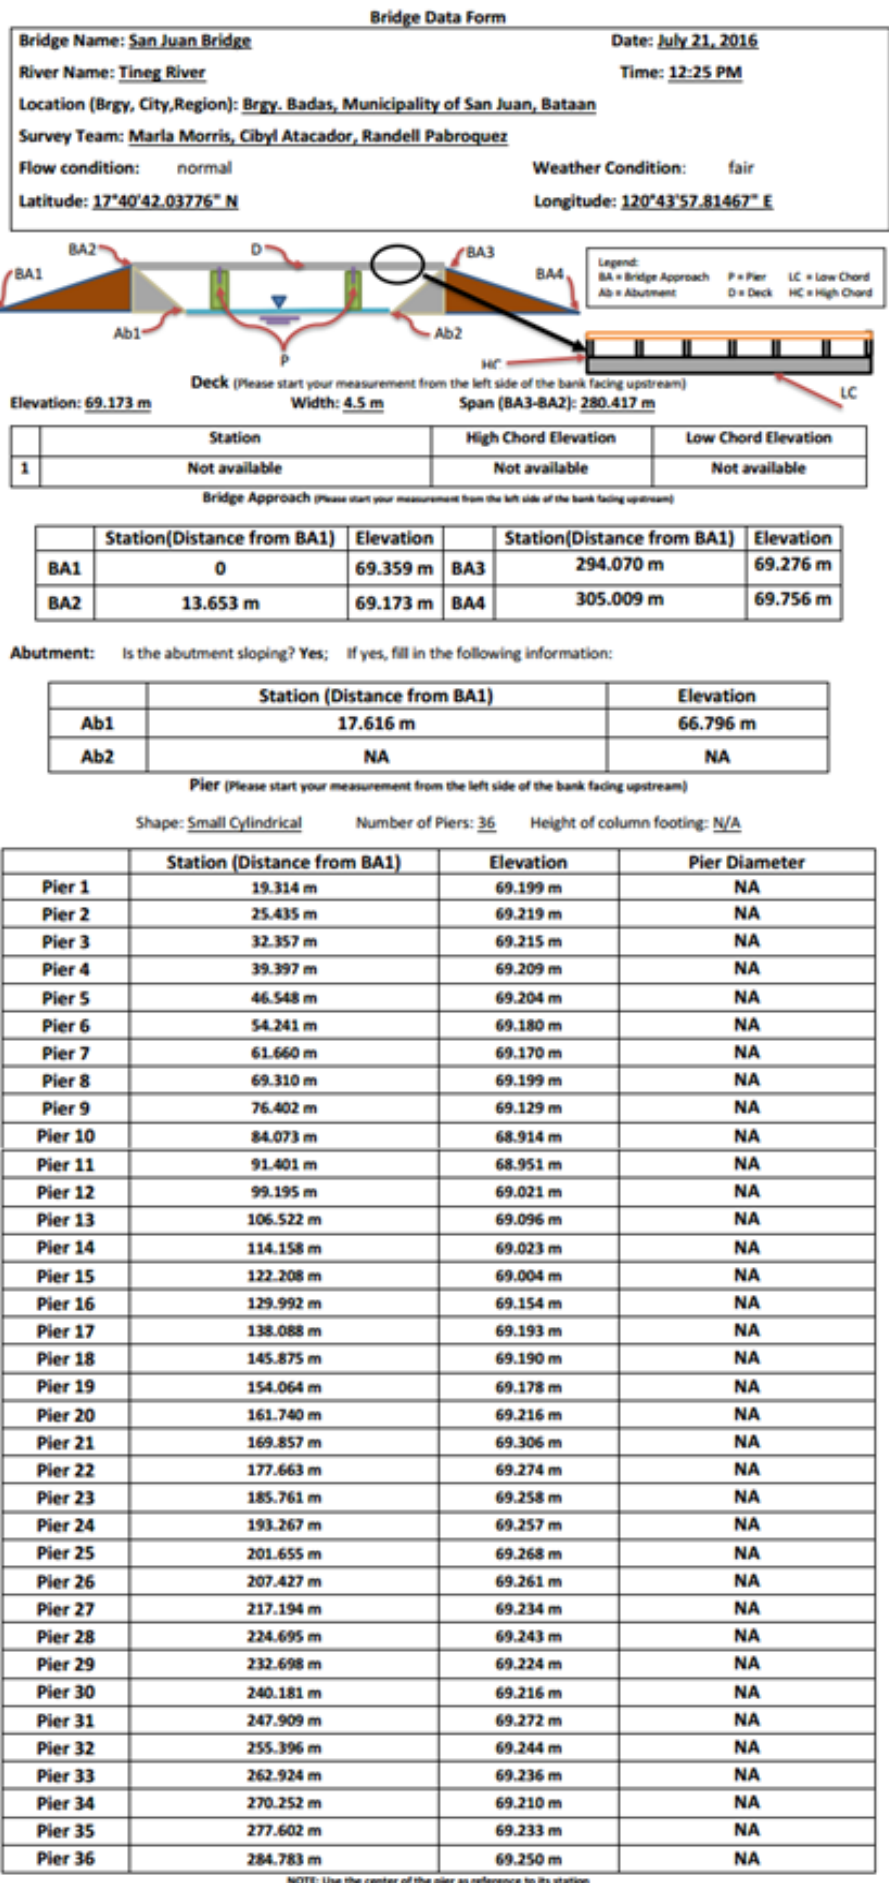 Bridge Data Form
Bridge Name: San Juan Bridge Date: July 21, 2016
River Name: Tineg River Time: 12:25 PM
Location (Brgy, City,Region): Brgy. Badas, Municipality of San Juan, Bataan
Survey Team: Marla Morris, Cibyl Atacador, Randell Pabroquez
Flow condition: normal Weather Condition: fair
Latitude: 17°40'42.03776" N Longitude: 120°43'57.81467" E
BA2 D BA3
BA1 BA4
Legend:
BA = Bridge Approach P = Pier LC = Low Chord
Ab = Abutment D = Deck HC = High Chord
Ab1 Ab2
P HC
LC
Deck (Please start your measurement from the left side of the bank facing upstream)
Elevation: 69.173 m Width: 4.5 m Span (BA3-BA2): 280.417 m
Station High Chord Elevation Low Chord Elevation
1 Not available Not available Not available
Bridge Approach (Please start your measurement from the left side of the bank facing upstream)
Station(Distance from BA1) Elevation Station(Distance from BA1) Elevation
BA1 0 69.359 m BA3 294.070 m 69.276 m
BA2 13.653 m 69.173 m BA4 305.009 m 69.756 m
Abutment: Is the abutment sloping? Yes; If yes, fill in the following information:
Station (Distance from BA1) Elevation
Ab1 17.616 m 66.796 m
Ab2 NA NA
Pier (Please start your measurement from the left side of the bank facing upstream)
Shape: Small Cylindrical Number of Piers: 36 Height of column footing: N/A
Station (Distance from BA1) Elevation Pier Diameter
Pier 1 19.314 m 69.199 m NA
Pier 2 25.435 m 69.219 m NA
Pier 3 32.357 m 69.215 m NA
Pier 4 39.397 m 69.209 m NA
Pier 5 46.548 m 69.204 m NA
Pier 6 54.241 m 69.180 m NA
Pier 7 61.660 m 69.170 m NA
Pier 8 69.310 m 69.199 m NA
Pier 9 76.402 m 69.129 m NA
Pier 10 84.073 m 68.914 m NA
Pier 11 91.401 m 68.951 m NA
Pier 12 99.195 m 69.021 m NA
Pier 13 106.522 m 69.096 m NA
Pier 14 114.158 m 69.023 m NA
Pier 15 122.208 m 69.004 m NA
Pier 16 129.992 m 69.154 m NA
Pier 17 138.088 m 69.193 m NA
Pier 18 145.875 m 69.190 m NA
Pier 19 154.064 m 69.178 m NA
Pier 20 161.740 m 69.216 m NA
Pier 21 169.857 m 69.306 m NA
Pier 22 177.663 m 69.274 m NA
Pier 23 185.761 m 69.258 m NA
Pier 24 193.267 m 69.257 m NA
Pier 25 201.655 m 69.268 m NA
Pier 26 207.427 m 69.261 m NA
Pier 27 217.194 m 69.234 m NA
Pier 28 224.695 m 69.243 m NA
Pier 29 232.698 m 69.224 m NA
Pier 30 240.181 m 69.216 m NA
Pier 31 247.909 m 69.272 m NA
Pier 32 255.396 m 69.244 m NA
Pier 33 262.924 m 69.236 m NA
Pier 34 270.252 m 69.210 m NA
Pier 35 277.602 m 69.233 m NA
Pier 36 284.783 m 69.250 m NA
NOTE: Use the center of the pier as reference to its station